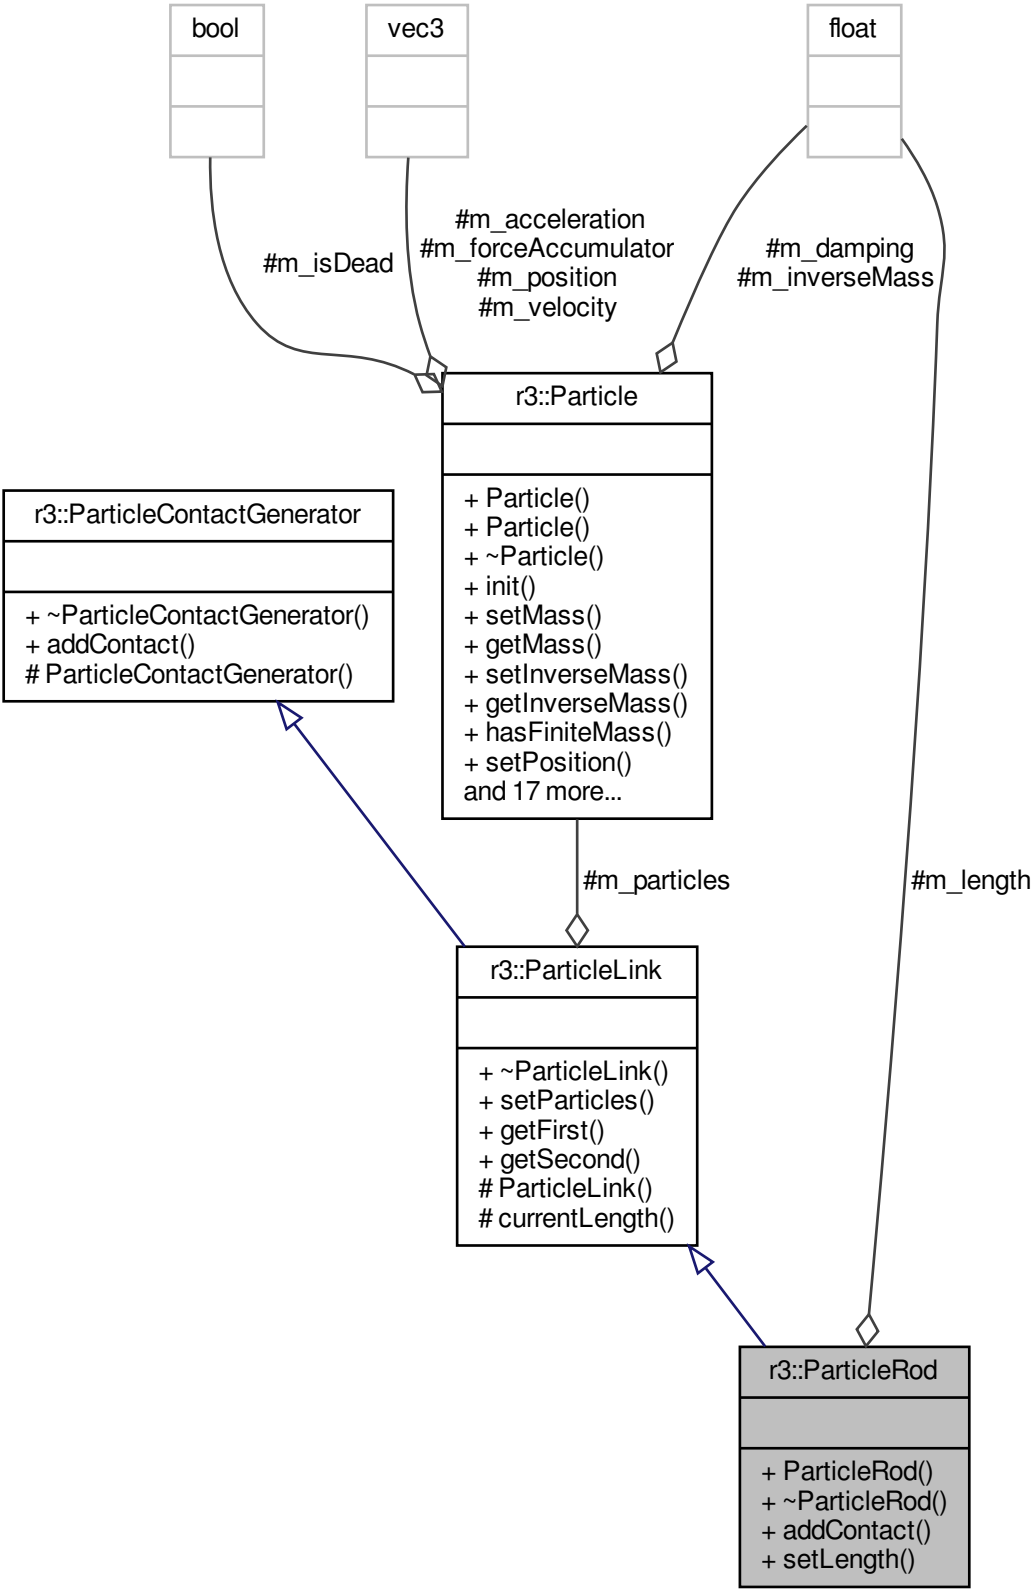 bool
vec3
float
#m_isDead
#m_acceleration
#m_forceAccumulator
#m_position
#m_velocity
#m_damping
#m_inverseMass
r3::Particle
+ Particle()
+ Particle()
+ ~Particle()
+ init()
+ setMass()
+ getMass()
+ setInverseMass()
+ getInverseMass()
+ hasFiniteMass()
+ setPosition()
and 17 more...
r3::ParticleContactGenerator
+ ~ParticleContactGenerator()
+ addContact()
# ParticleContactGenerator()
#m_particles
#m_length
r3::ParticleLink
+ ~ParticleLink()
+ setParticles()
+ getFirst()
+ getSecond()
# ParticleLink()
# currentLength()
r3::ParticleRod
+ ParticleRod()
+ ~ParticleRod()
+ addContact()
+ setLength()